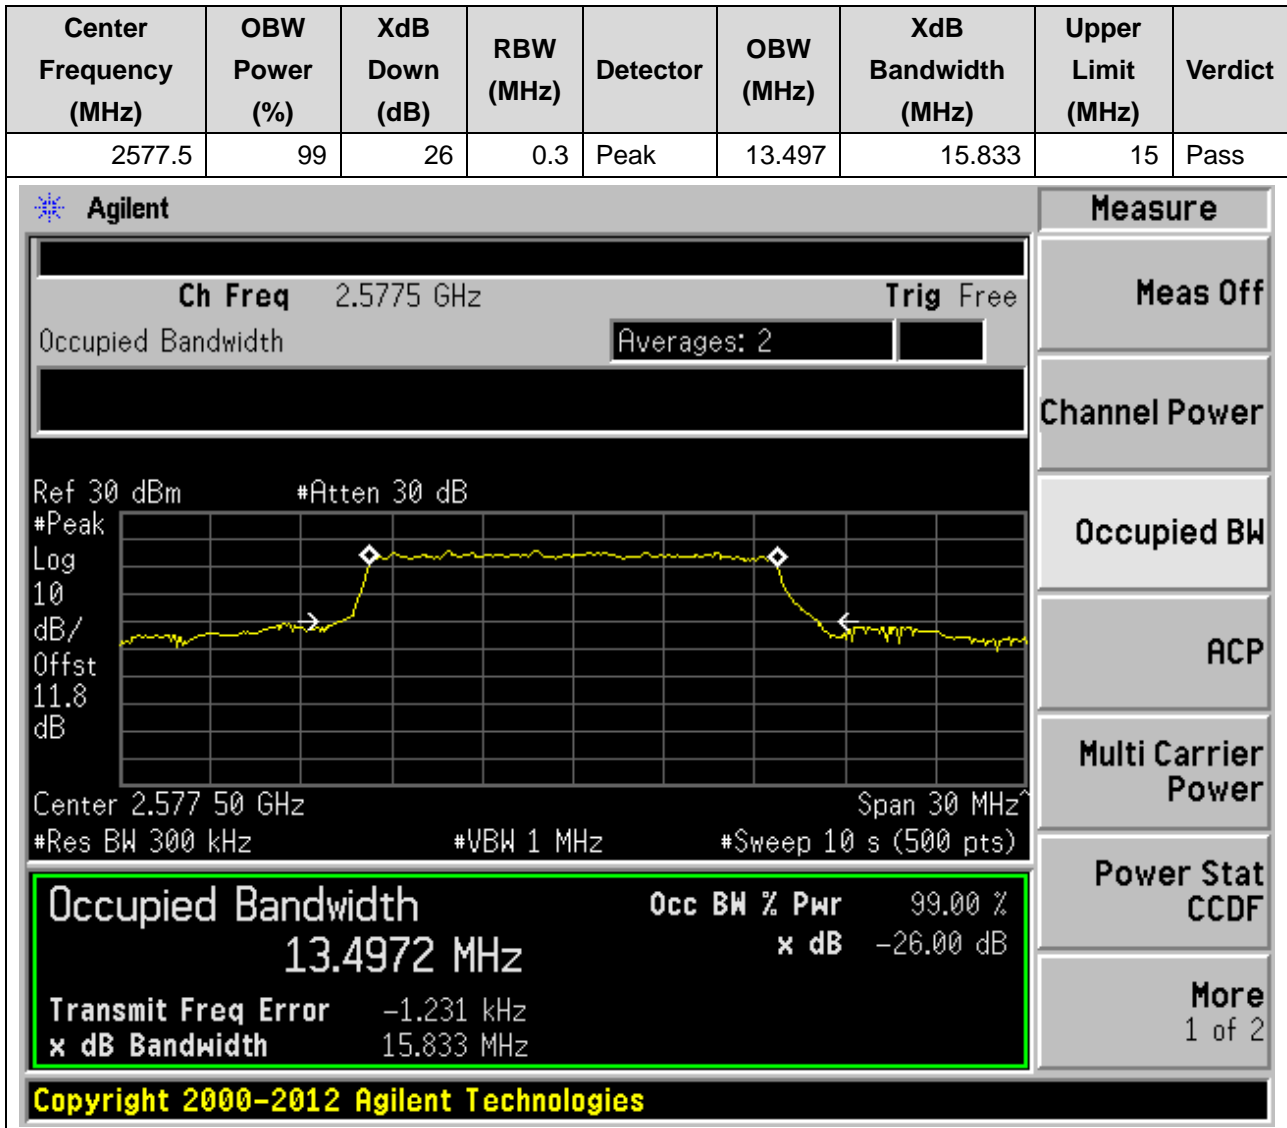 Center Frequency (MHz) OBW Power (%) XdB Down (dB) RBW (MHz) Detector OBW (MHz) XdB Bandwidth (MHz) Upper Limit (MHz) Verdict
2577.5 99 26 0.3 Peak 13.497 15.833 15 Pass
Agilent
Measure
Ch Freq 2.5775 GHz Trig Free
Meas Off
Occupied Bandwidth Averages: 2
Channel Power
Ref 30 dBm #Atten 30 dB
#Peak
Log
10
dB/
Offst
11.8
dB
Occupied BW
ACP
Multi Carrier
Power
Center 2.577 50 GHz Span 30 MHz^
#Res BW 300 kHz #VBW 1 MHz #Sweep 10 s (500 pts)
Power Stat
CCDF
Occupied Bandwidth Occ BW % Pwr 99.00 %
13.4972 MHz x dB -26.00 dB
Transmit Freq Error -1.231 kHz
x dB Bandwidth 15.833 MHz
More
1 of 2
Copyright 2000-2012 Agilent Technologies